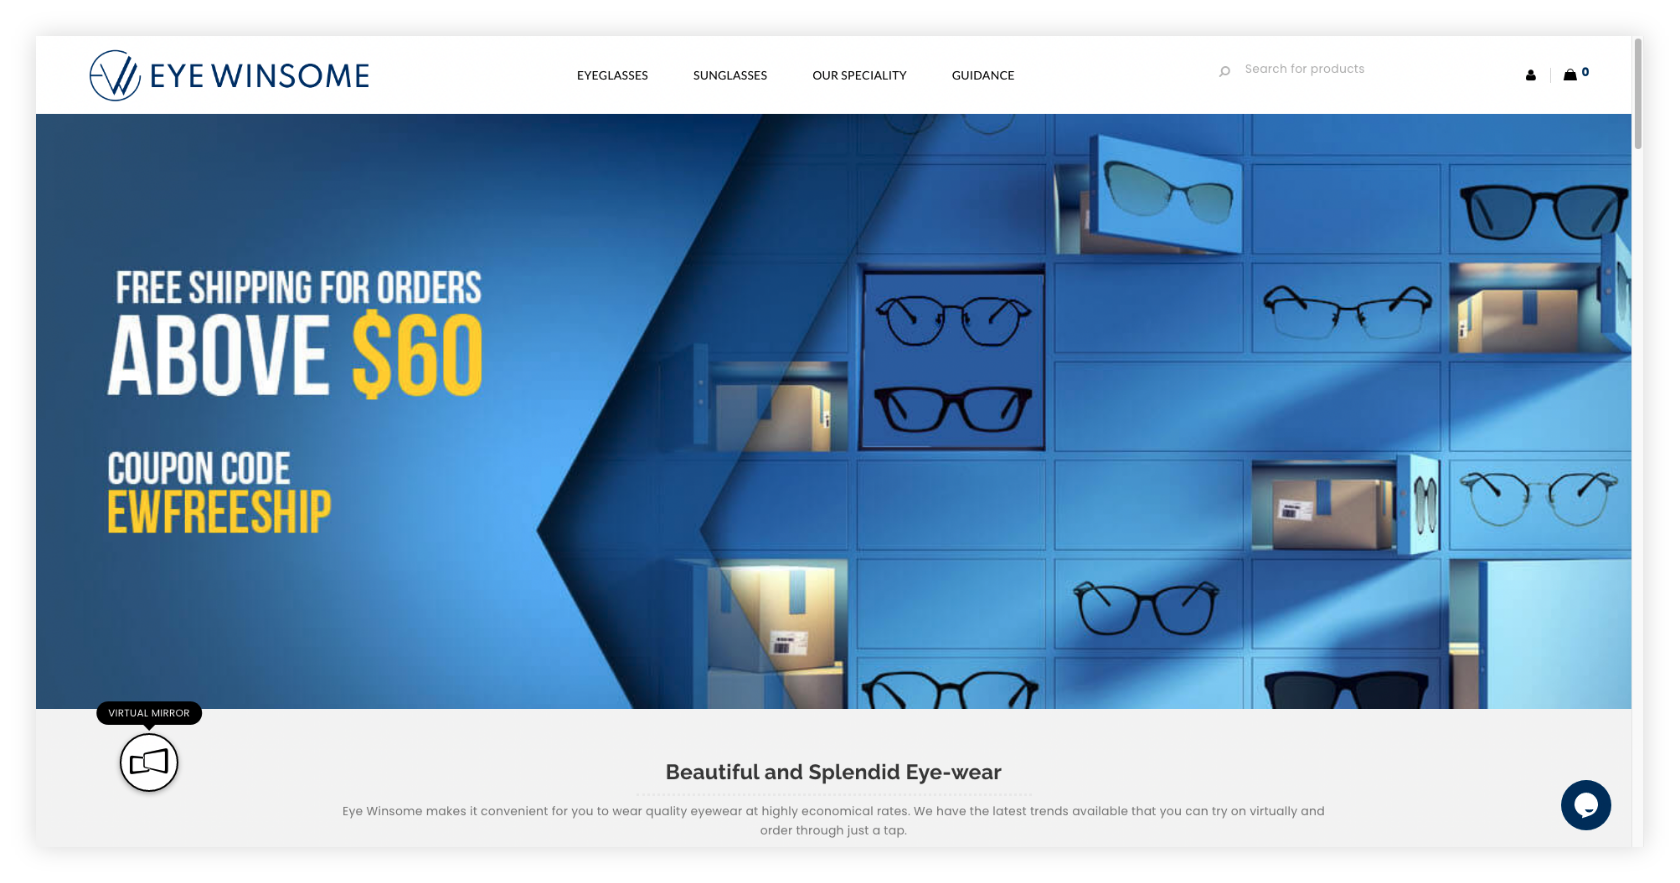 EYE WINSOME
EYEGLASSES
SUNGLASSES
OUR SPECIALITY
GUIDANCE
Search for products
0
FREE SHIPPING FOR ORDERS
ABOVE $60
COUPON CODE
EWFREESHIP
VIRTUAL MIRROR
Beautiful and Splendid Eye-wear
Eye Winsome makes it convenient for you to wear quality eyewear at highly economical rates. We have the latest trends available that you can try on virtually and
order through just a tap.